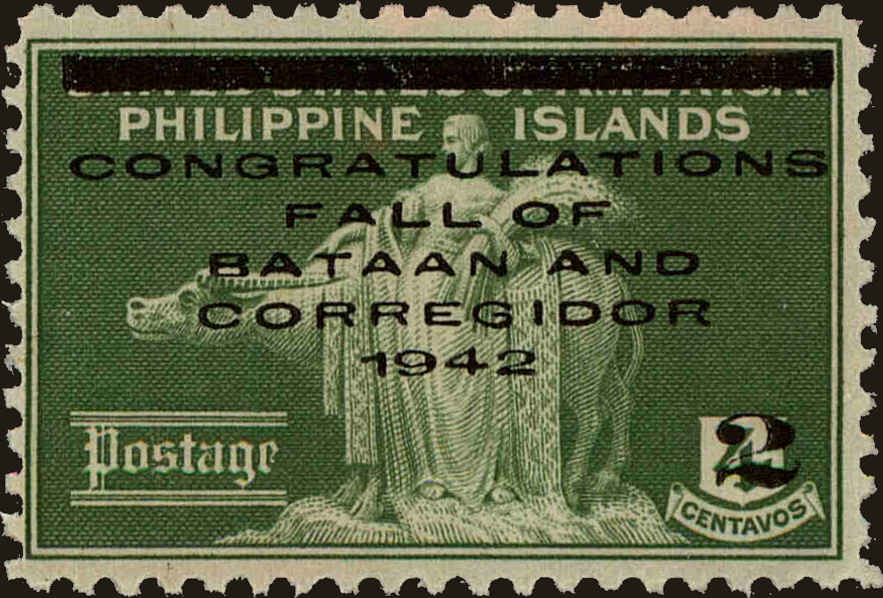 PHILIPPINE ISLANDS
CONGRATULATIONS
FALL OF
BATAAN AND
CORREGIDOR
1942
Postage
2
CENTAVOS